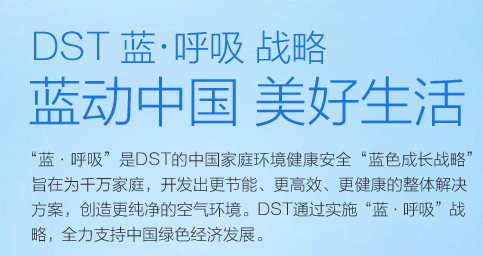 DST 蓝·呼吸 战略
蓝动中国 美好生活
“蓝·呼吸”是DST的中国家庭环境健康安全“蓝色成长战略”
旨在为千万家庭，开发出更节能、更高效、更健康的整体解决
方案，创造更纯净的空气环境。DST通过实施“蓝·呼吸”战
略，全力支持中国绿色经济发展。